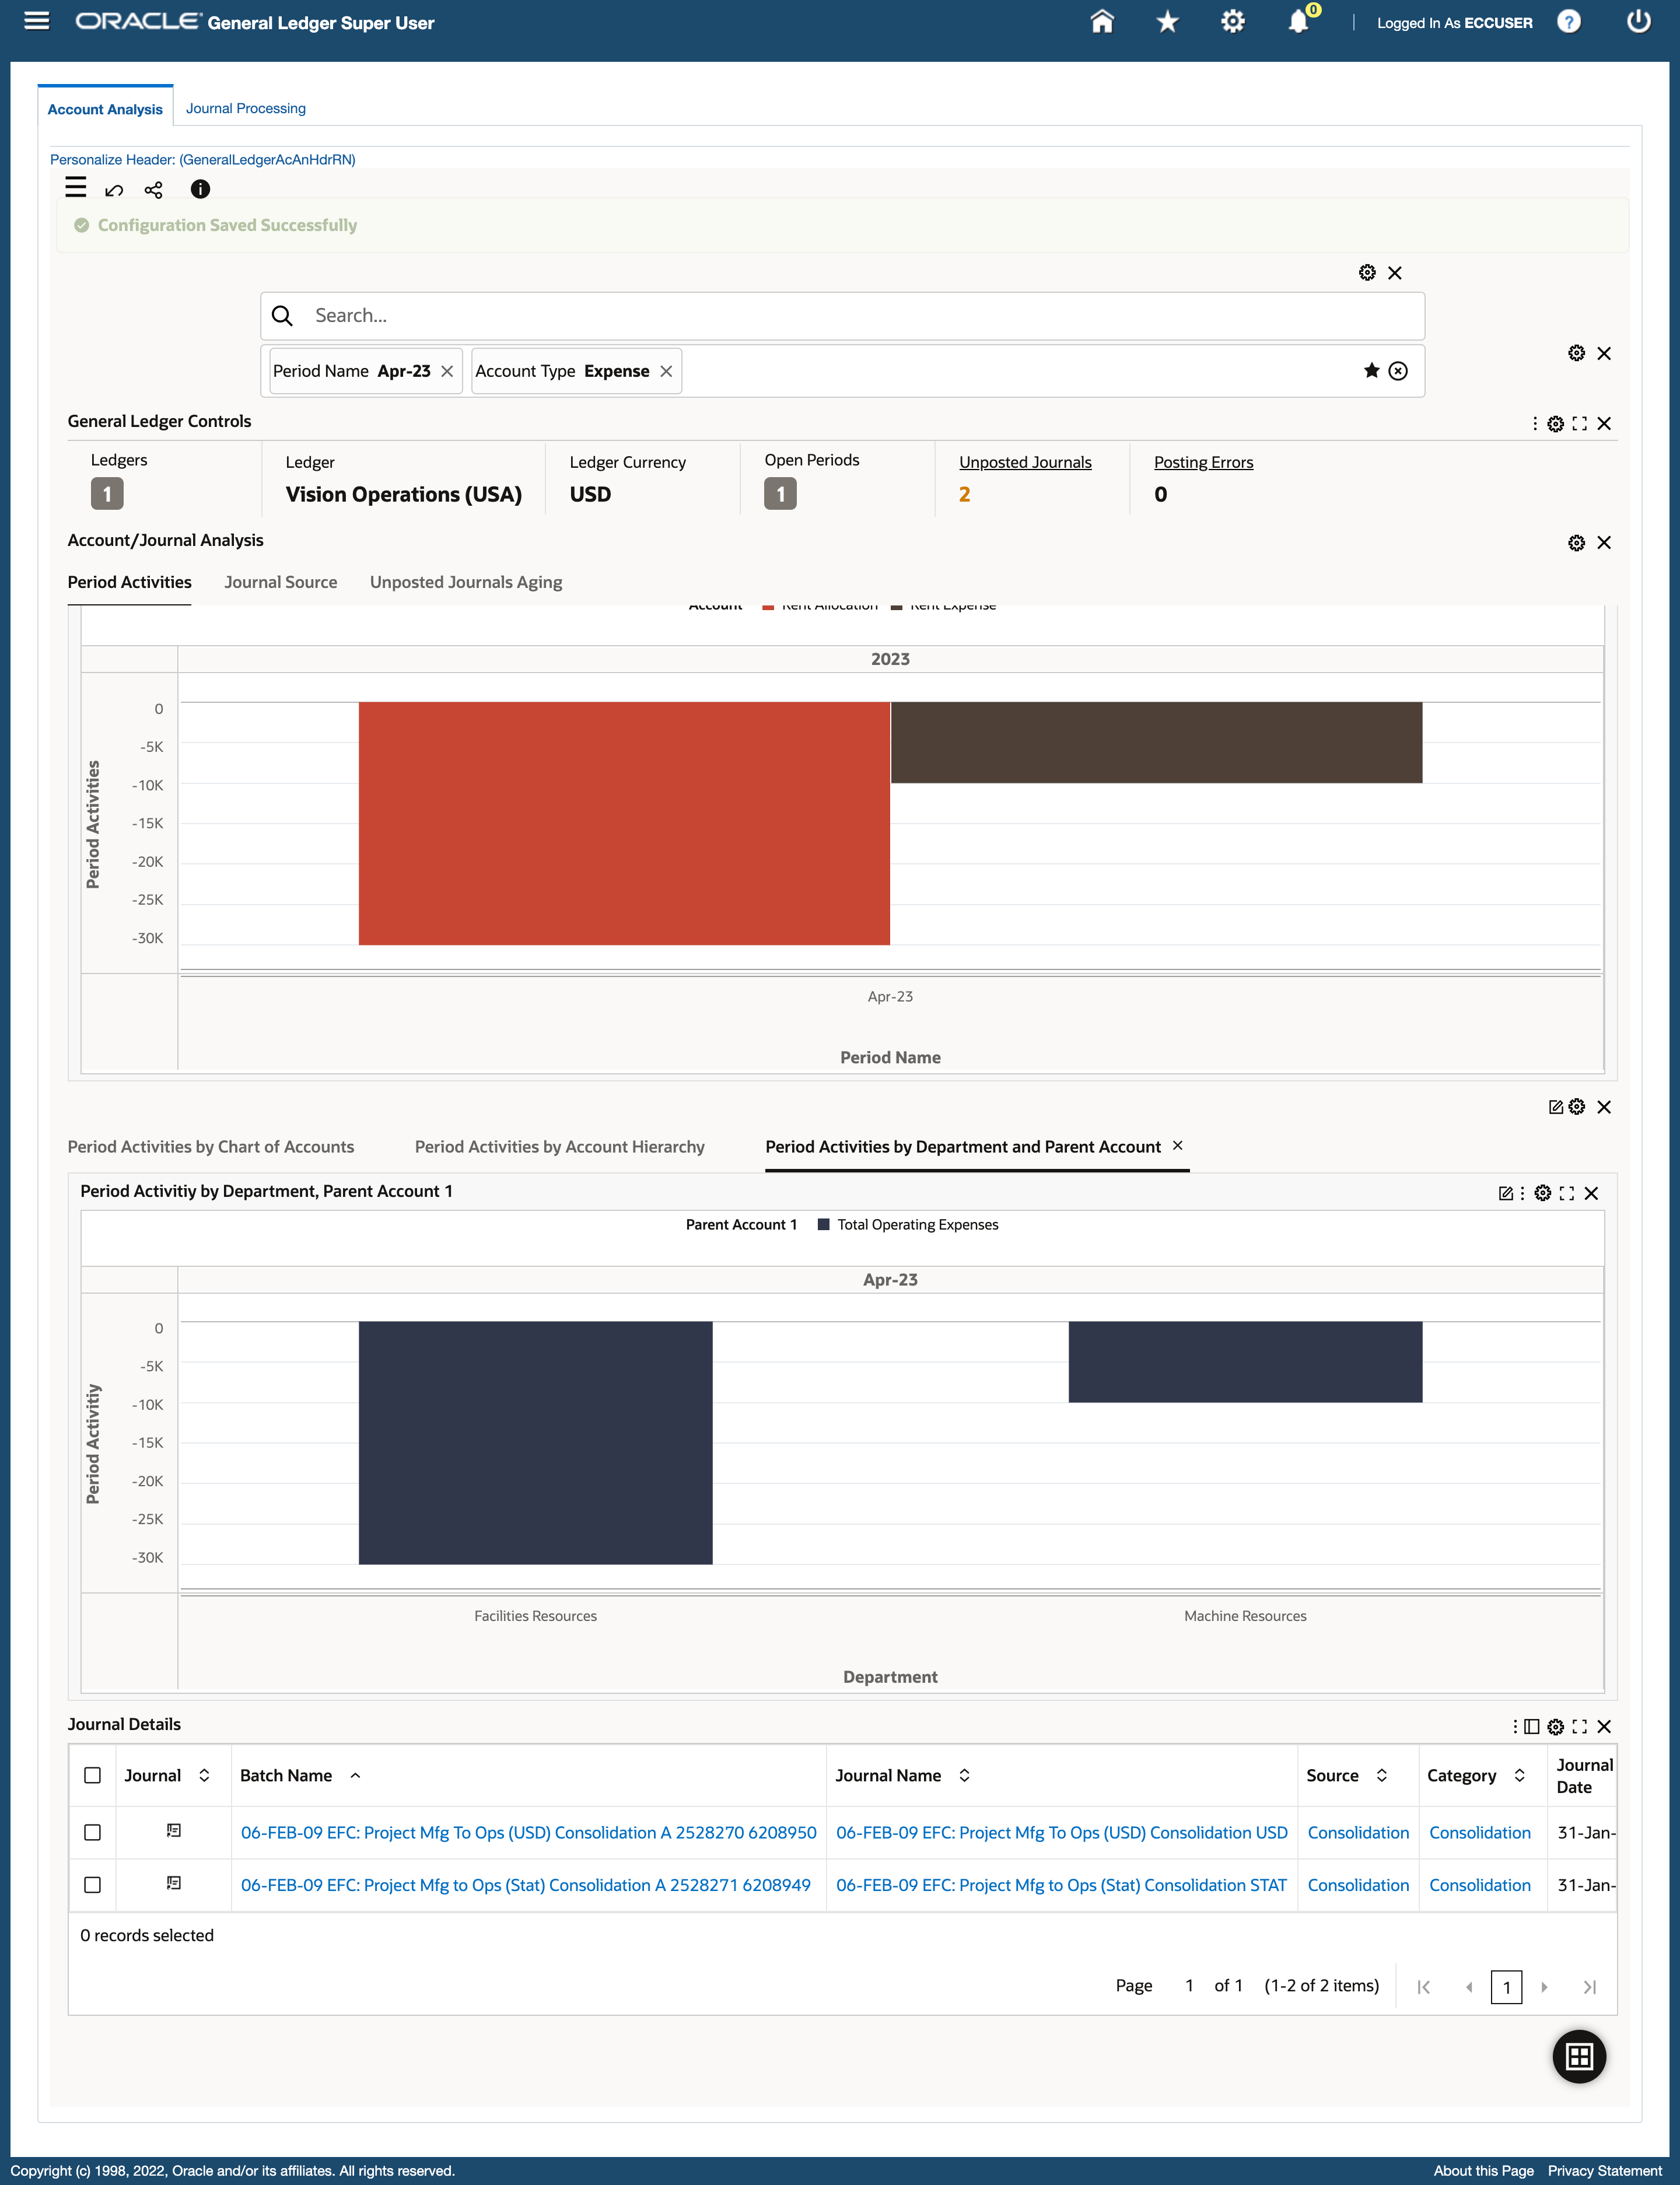 ORACLE General Ledger Super User
0
Logged In As ECCUSER
?
Account Analysis
Journal Processing
Personalize Header: (GeneralLedgerAcAnHdrRN)
Configuration Saved Successfully
Search...
Period Name Apr-23
Account Type Expense
General Ledger Controls
Ledgers
1
Ledger
Vision Operations (USA)
Ledger Currency
USD
Open Periods
1
Unposted Journals
2
Posting Errors
0
Account/Journal Analysis
Period Activities
Journal Source
Unposted Journals Aging
Account Rent Allocation Rent Expense
2023
Period Activities
0
-5K
-10K
-15K
-20K
-25K
-30K
Apr-23
Period Name
Period Activities by Chart of Accounts
Period Activities by Account Hierarchy
Period Activities by Department and Parent Account
Period Activitiy by Department, Parent Account 1
Parent Account 1 Total Operating Expenses
Apr-23
Period Activitiy
0
-5K
-10K
-15K
-20K
-25K
-30K
Facilities Resources
Machine Resources
Department
Journal Details
Journal
Batch Name
Journal Name
Source
Category
Journal
Date
06-FEB-09 EFC: Project Mfg To Ops (USD) Consolidation A 2528270 6208950
06-FEB-09 EFC: Project Mfg To Ops (USD) Consolidation USD
Consolidation
Consolidation
31-Jan-
06-FEB-09 EFC: Project Mfg to Ops (Stat) Consolidation A 2528271 6208949
06-FEB-09 EFC: Project Mfg to Ops (Stat) Consolidation STAT
Consolidation
Consolidation
31-Jan-
0 records selected
Page 1 of 1 (1-2 of 2 items)
1
Copyright (c) 1998, 2022, Oracle and/or its affiliates. All rights reserved.
About this Page
Privacy Statement